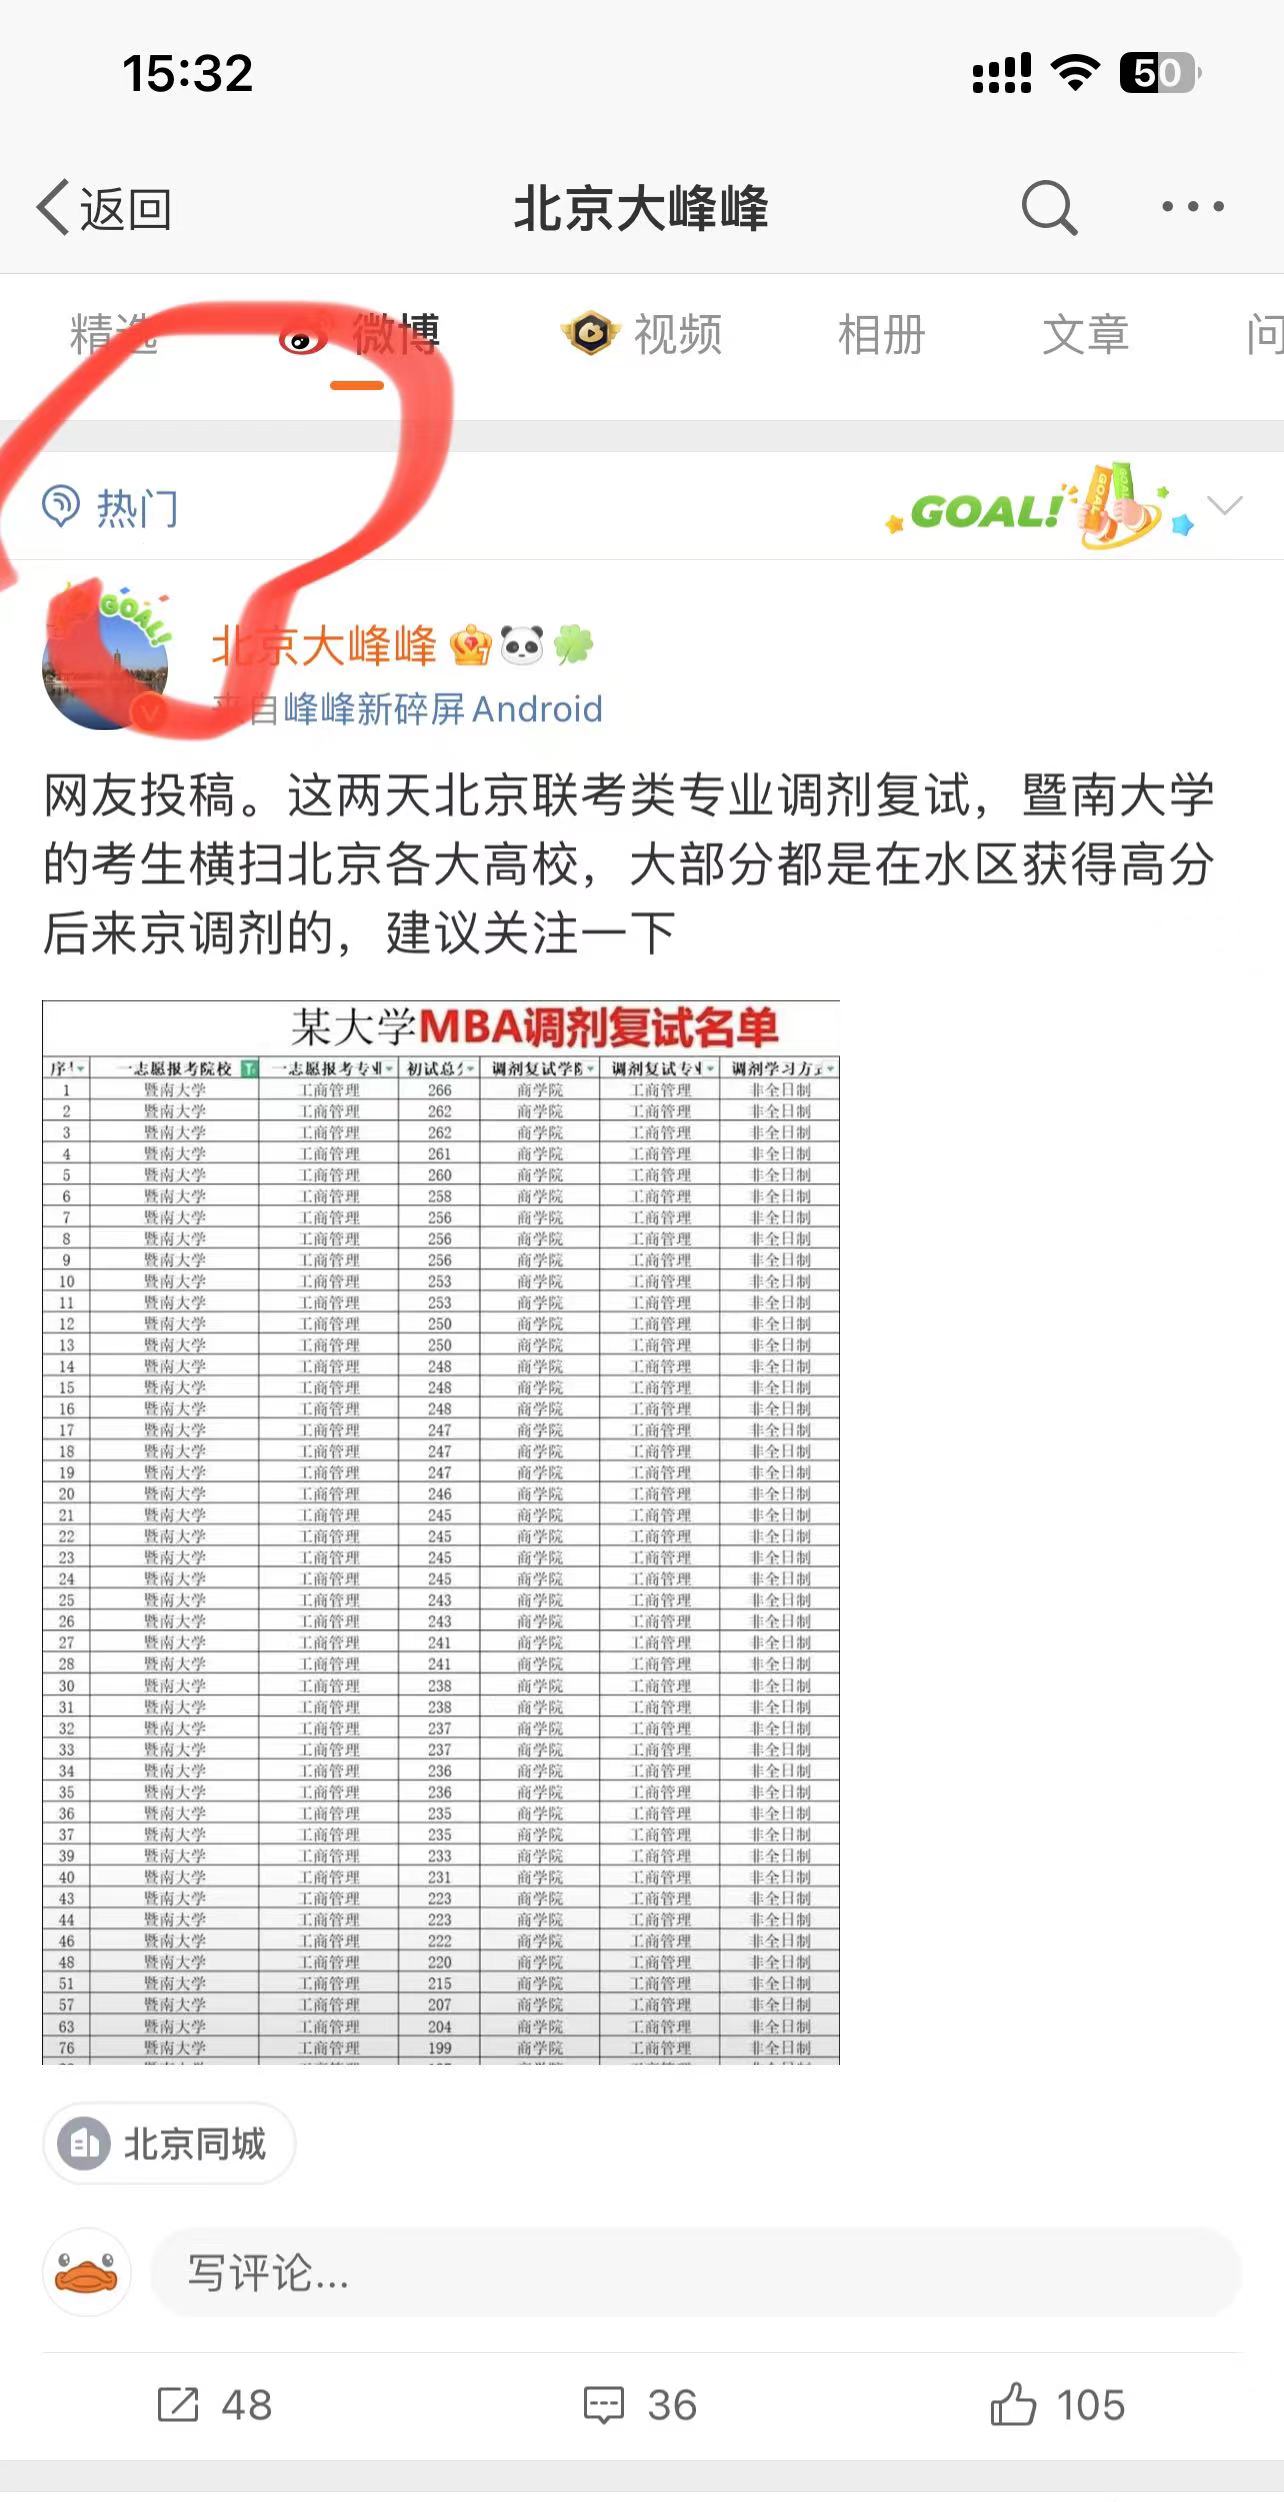 15:32
50
返回
北京大峰峰
精选
微博
视频
相册
文章
问
热门
GOAL!
GOAL!
北京大峰峰
来自峰峰新碎屏Android
网友投稿。这两天北京联考类专业调剂复试，暨南大学
的考生横扫北京各大高校，大部分都是在水区获得高分
后来京调剂的，建议关注一下
某大学MBA调剂复试名单
序 一志愿报考院校 一志愿报考专业 初试总分 调剂复试学院 调剂复试专业 调剂学习方式
1 暨南大学 工商管理 266 商学院 工商管理 非全日制
2 暨南大学 工商管理 262 商学院 工商管理 非全日制
3 暨南大学 工商管理 262 商学院 工商管理 非全日制
4 暨南大学 工商管理 261 商学院 工商管理 非全日制
5 暨南大学 工商管理 260 商学院 工商管理 非全日制
6 暨南大学 工商管理 258 商学院 工商管理 非全日制
7 暨南大学 工商管理 256 商学院 工商管理 非全日制
8 暨南大学 工商管理 256 商学院 工商管理 非全日制
9 暨南大学 工商管理 256 商学院 工商管理 非全日制
10 暨南大学 工商管理 253 商学院 工商管理 非全日制
11 暨南大学 工商管理 253 商学院 工商管理 非全日制
12 暨南大学 工商管理 250 商学院 工商管理 非全日制
13 暨南大学 工商管理 250 商学院 工商管理 非全日制
14 暨南大学 工商管理 248 商学院 工商管理 非全日制
15 暨南大学 工商管理 248 商学院 工商管理 非全日制
16 暨南大学 工商管理 248 商学院 工商管理 非全日制
17 暨南大学 工商管理 247 商学院 工商管理 非全日制
18 暨南大学 工商管理 247 商学院 工商管理 非全日制
19 暨南大学 工商管理 247 商学院 工商管理 非全日制
20 暨南大学 工商管理 246 商学院 工商管理 非全日制
21 暨南大学 工商管理 245 商学院 工商管理 非全日制
22 暨南大学 工商管理 245 商学院 工商管理 非全日制
23 暨南大学 工商管理 245 商学院 工商管理 非全日制
24 暨南大学 工商管理 245 商学院 工商管理 非全日制
25 暨南大学 工商管理 243 商学院 工商管理 非全日制
26 暨南大学 工商管理 243 商学院 工商管理 非全日制
27 暨南大学 工商管理 241 商学院 工商管理 非全日制
28 暨南大学 工商管理 241 商学院 工商管理 非全日制
30 暨南大学 工商管理 238 商学院 工商管理 非全日制
31 暨南大学 工商管理 238 商学院 工商管理 非全日制
32 暨南大学 工商管理 237 商学院 工商管理 非全日制
33 暨南大学 工商管理 237 商学院 工商管理 非全日制
34 暨南大学 工商管理 236 商学院 工商管理 非全日制
35 暨南大学 工商管理 236 商学院 工商管理 非全日制
36 暨南大学 工商管理 235 商学院 工商管理 非全日制
37 暨南大学 工商管理 235 商学院 工商管理 非全日制
39 暨南大学 工商管理 233 商学院 工商管理 非全日制
40 暨南大学 工商管理 231 商学院 工商管理 非全日制
43 暨南大学 工商管理 223 商学院 工商管理 非全日制
44 暨南大学 工商管理 223 商学院 工商管理 非全日制
46 暨南大学 工商管理 222 商学院 工商管理 非全日制
48 暨南大学 工商管理 220 商学院 工商管理 非全日制
51 暨南大学 工商管理 215 商学院 工商管理 非全日制
57 暨南大学 工商管理 207 商学院 工商管理 非全日制
63 暨南大学 工商管理 204 商学院 工商管理 非全日制
76 暨南大学 工商管理 199 商学院 工商管理 非全日制
北京同城
写评论...
48
36
105